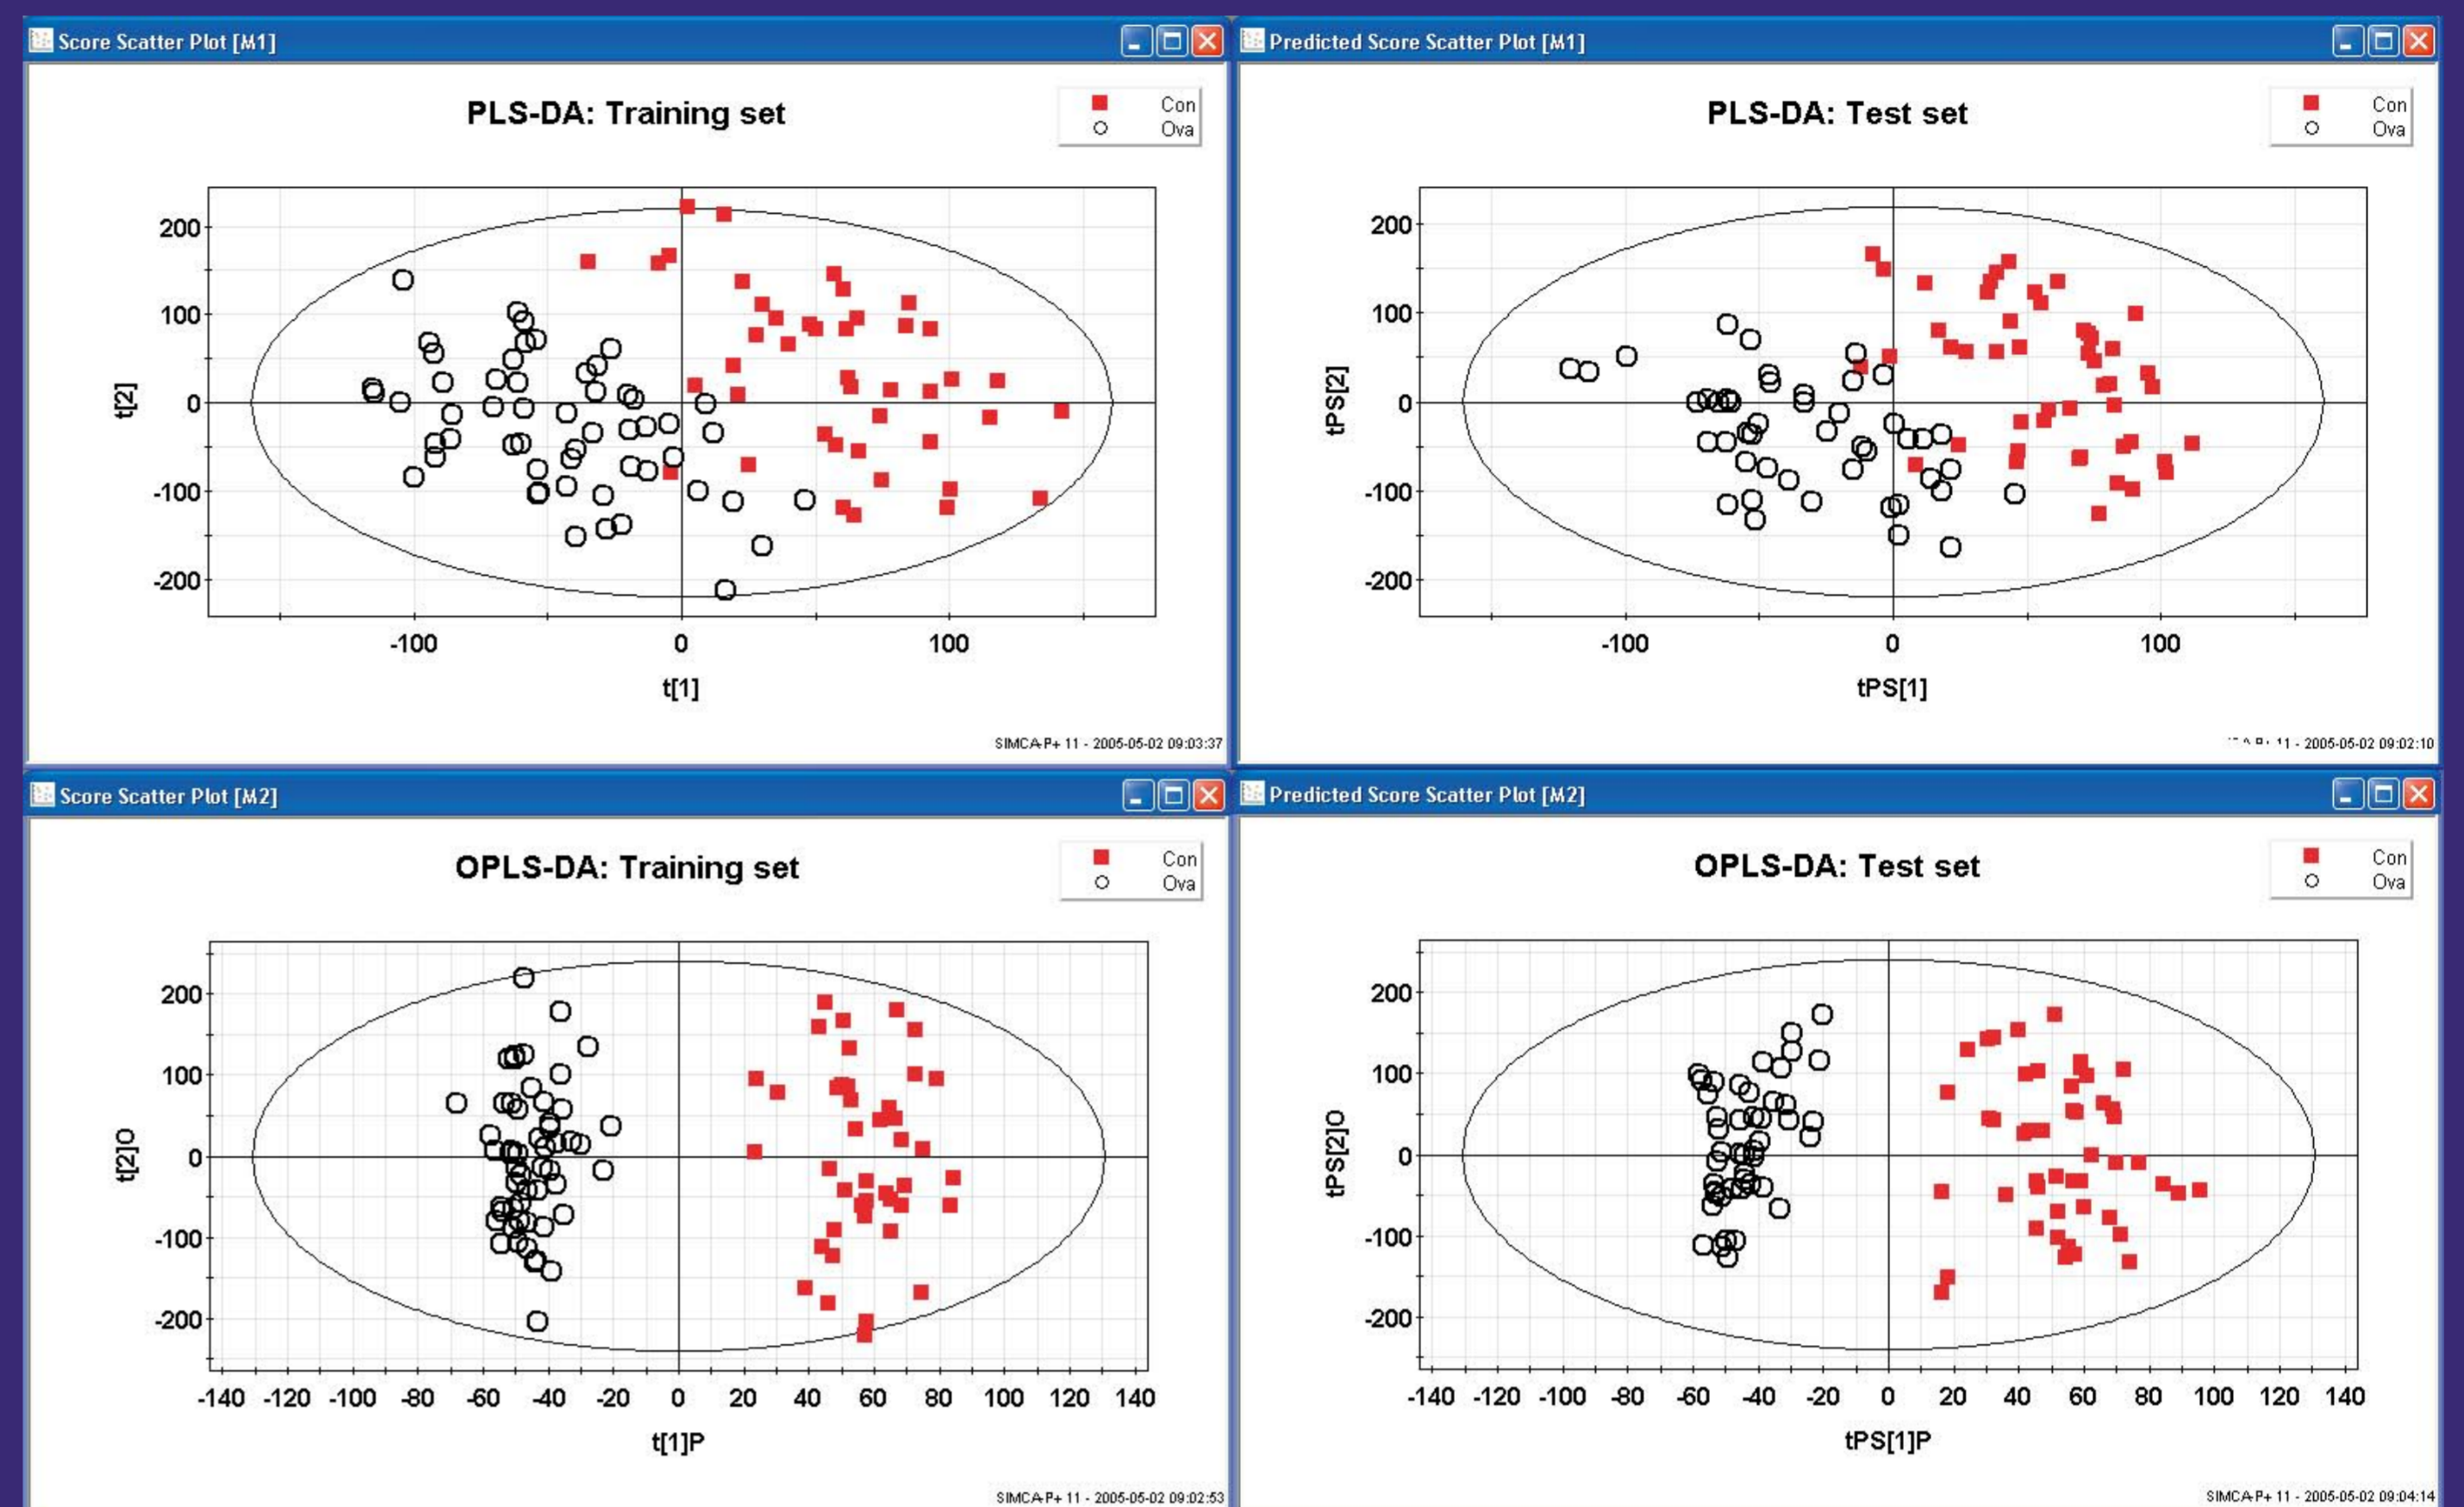 Score Scatter Plot [M1]
PLS-DA: Training set
Con
Ova
t[2]
200
100
0
-100
-200
-100
0
100
t[1]
SIMCA-P+ 11 - 2005-05-02 09:03:37
Predicted Score Scatter Plot [M1]
PLS-DA: Test set
Con
Ova
tPS[2]
200
100
0
-100
-200
-100
0
100
tPS[1]
11 - 2005-05-02 09:02:10
Score Scatter Plot [M2]
OPLS-DA: Training set
Con
Ova
t[2]O
200
100
0
-100
-200
-140 -120 -100 -80 -60 -40 -20 0 20 40 60 80 100 120 140
t[1]P
SIMCA-P+ 11 - 2005-05-02 09:02:53
Predicted Score Scatter Plot [M2]
OPLS-DA: Test set
Con
Ova
tPS[2]O
200
100
0
-100
-200
-140 -120 -100 -80 -60 -40 -20 0 20 40 60 80 100 120 140
tPS[1]P
SIMCA-P+ 11 - 2005-05-02 09:04:14